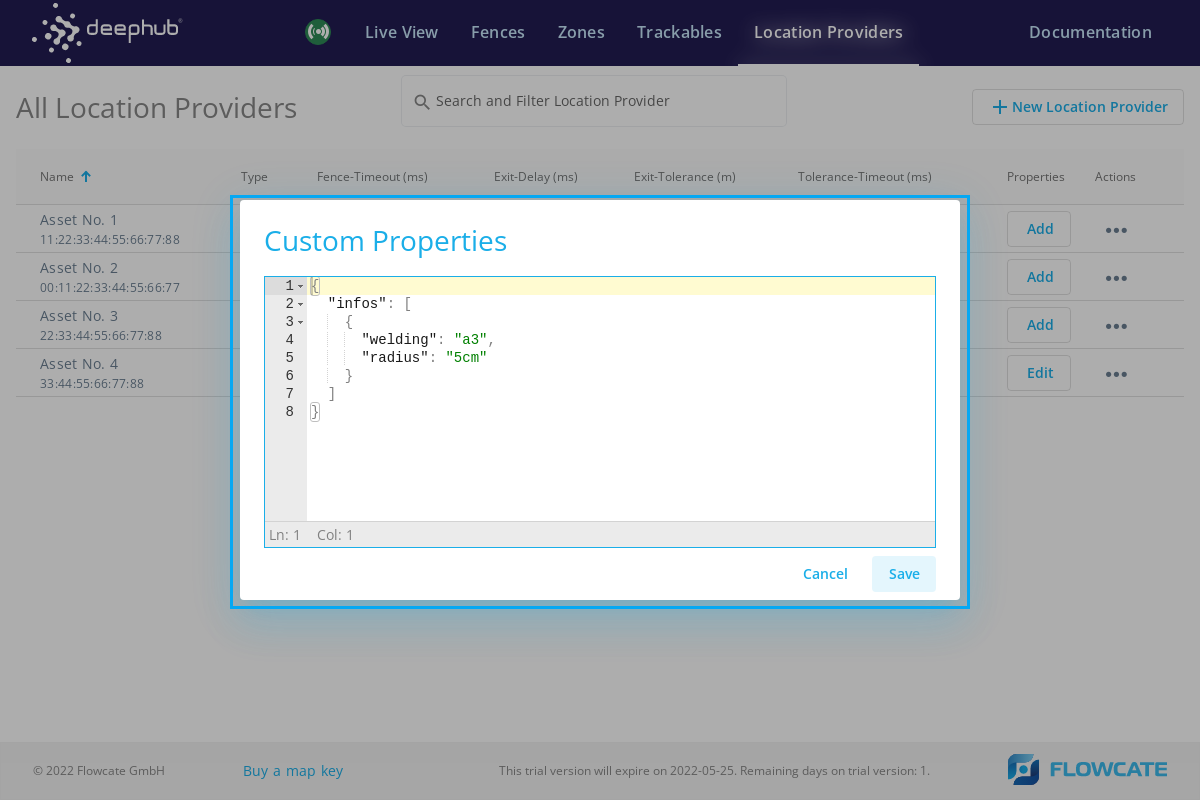 deephub®
Live View
Fences
Zones
Trackables
Location Providers
Documentation
All Location Providers
Search and Filter Location Provider
New Location Provider
Name
Type
Fence-Timeout (ms)
Exit-Delay (ms)
Exit-Tolerance (m)
Tolerance-Timeout (ms)
Properties
Actions
Asset No. 1
11:22:33:44:55:66:77:88
Add
Asset No. 2
00:11:22:33:44:55:66:77
Add
Asset No. 3
22:33:44:55:66:77:88
Add
Asset No. 4
33:44:55:66:77:88
Edit
Custom Properties
1 {
2 "infos": [
3 {
4 "welding": "a3",
5 "radius": "5cm"
6 }
7 ]
8 }
Ln: 1 Col: 1
Cancel
Save
© 2022 Flowcate GmbH
Buy a map key
This trial version will expire on 2022-05-25. Remaining days on trial version: 1.
FLOWCATE